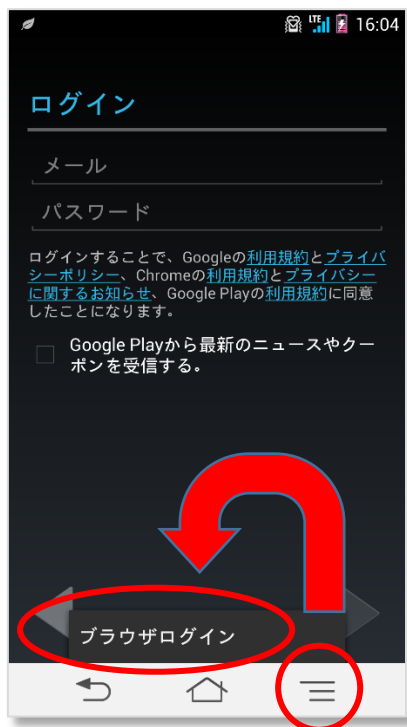 LTE 16:04
ログイン
メール
パスワード
ログインすることで、Googleの利用規約とプライバ
シーポリシー、Chromeの利用規約とプライバシー
に関するお知らせ、Google Playの利用規約に同意
したことになります。
Google Playから最新のニュースやクー
ポンを受信する。
ブラウザログイン